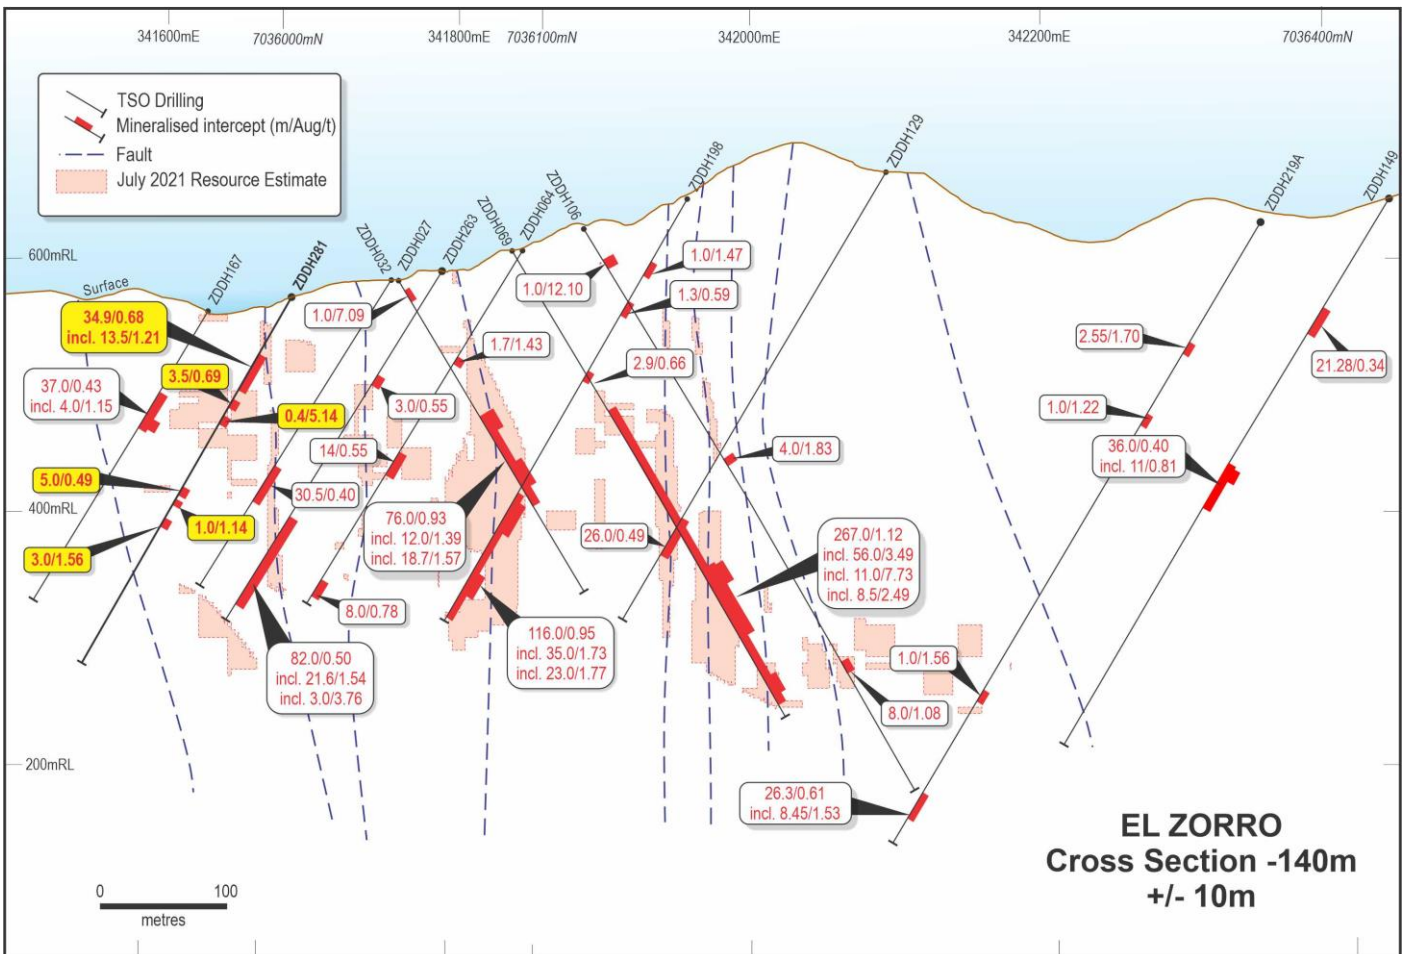 341600mE
7036000mN
341800mE
7036100mN
342000mE
342200mE
7036400mN
TSO Drilling
Mineralised intercept (m/Aug/t)
Fault
July 2021 Resource Estimate
ZDDH167
ZDDH281
ZDDH032
ZDDH027
ZDDH263
ZDDH069
ZDDH064
ZDDH106
ZDDH198
ZDDH129
ZDDH219A
ZDDH149
600mRL
Surface
34.9/0.68
incl. 13.5/1.21
1.0/7.09
1.0/12.10
1.0/1.47
1.3/0.59
1.7/1.43
2.9/0.66
2.55/1.70
21.28/0.34
37.0/0.43
incl. 4.0/1.15
3.5/0.69
0.4/5.14
3.0/0.55
1.0/1.22
14/0.55
4.0/1.83
36.0/0.40
incl. 11/0.81
5.0/0.49
30.5/0.40
400mRL
1.0/1.14
3.0/1.56
76.0/0.93
incl. 12.0/1.39
incl. 18.7/1.57
26.0/0.49
267.0/1.12
incl. 56.0/3.49
incl. 11.0/7.73
incl. 8.5/2.49
8.0/0.78
116.0/0.95
incl. 35.0/1.73
incl. 23.0/1.77
82.0/0.50
incl. 21.6/1.54
incl. 3.0/3.76
1.0/1.56
8.0/1.08
200mRL
26.3/0.61
incl. 8.45/1.53
EL ZORRO
Cross Section -140m
+/- 10m
0 100
metres